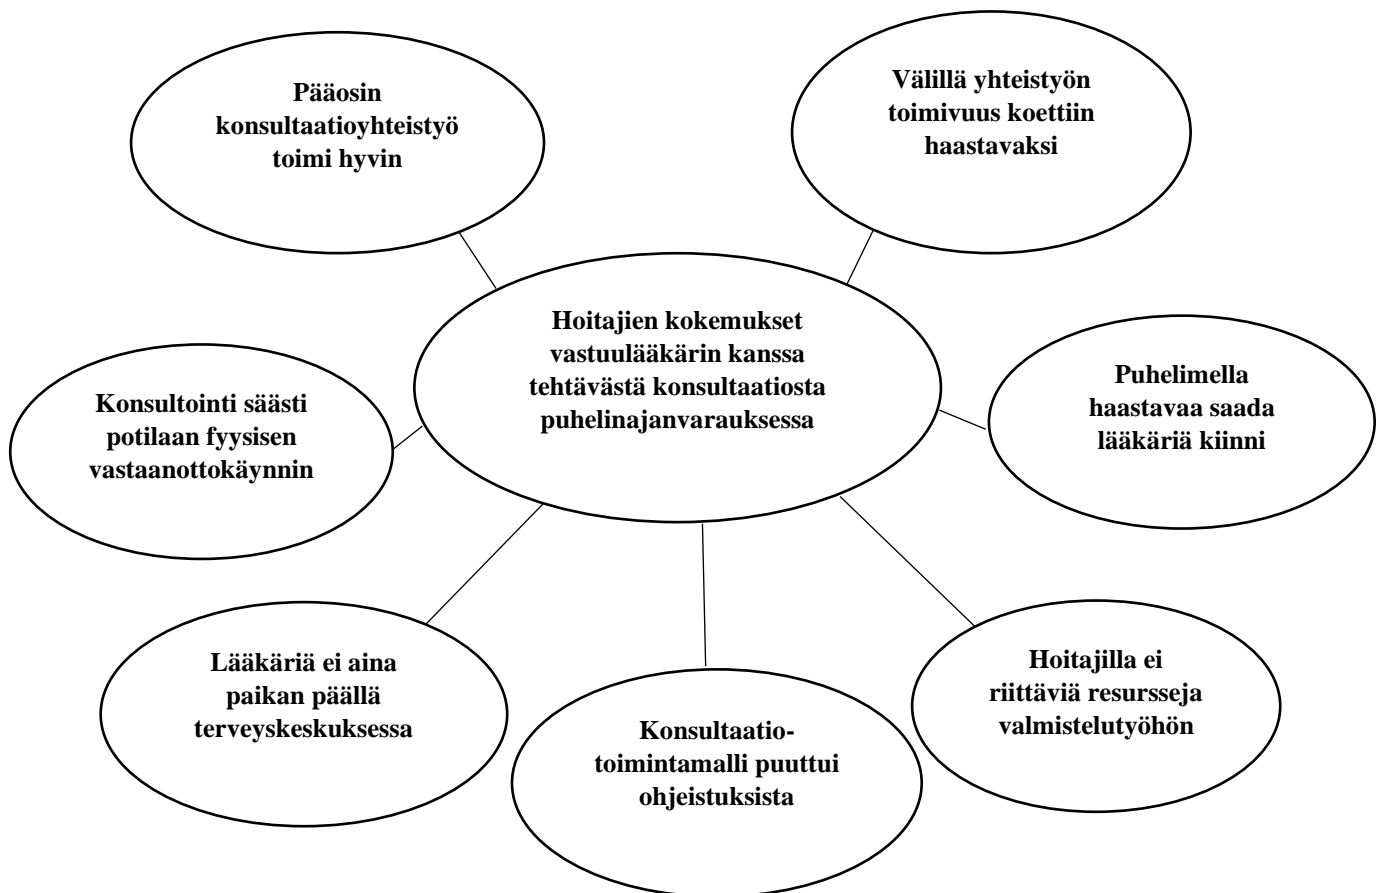 Pääosin
konsultaatioyhteistyö
toimi hyvin
Välillä yhteistyön
toimivuus koettiin
haastavaksi
Hoitajien kokemukset
vastuulääkärin kanssa
tehtävästä konsultaatiosta
puhelinajanvarauksessa
Konsultointi säästi
potilaan fyysisen
vastaanottokäynnin
Puhelimella
haastavaa saada
lääkäriä kiinni
Lääkäriä ei aina
paikan päällä
terveyskeskuksessa
Konsultaatio-
toimintamalli puuttui
ohjeistuksista
Hoitajilla ei
riittäviä resursseja
valmistelutyöhön